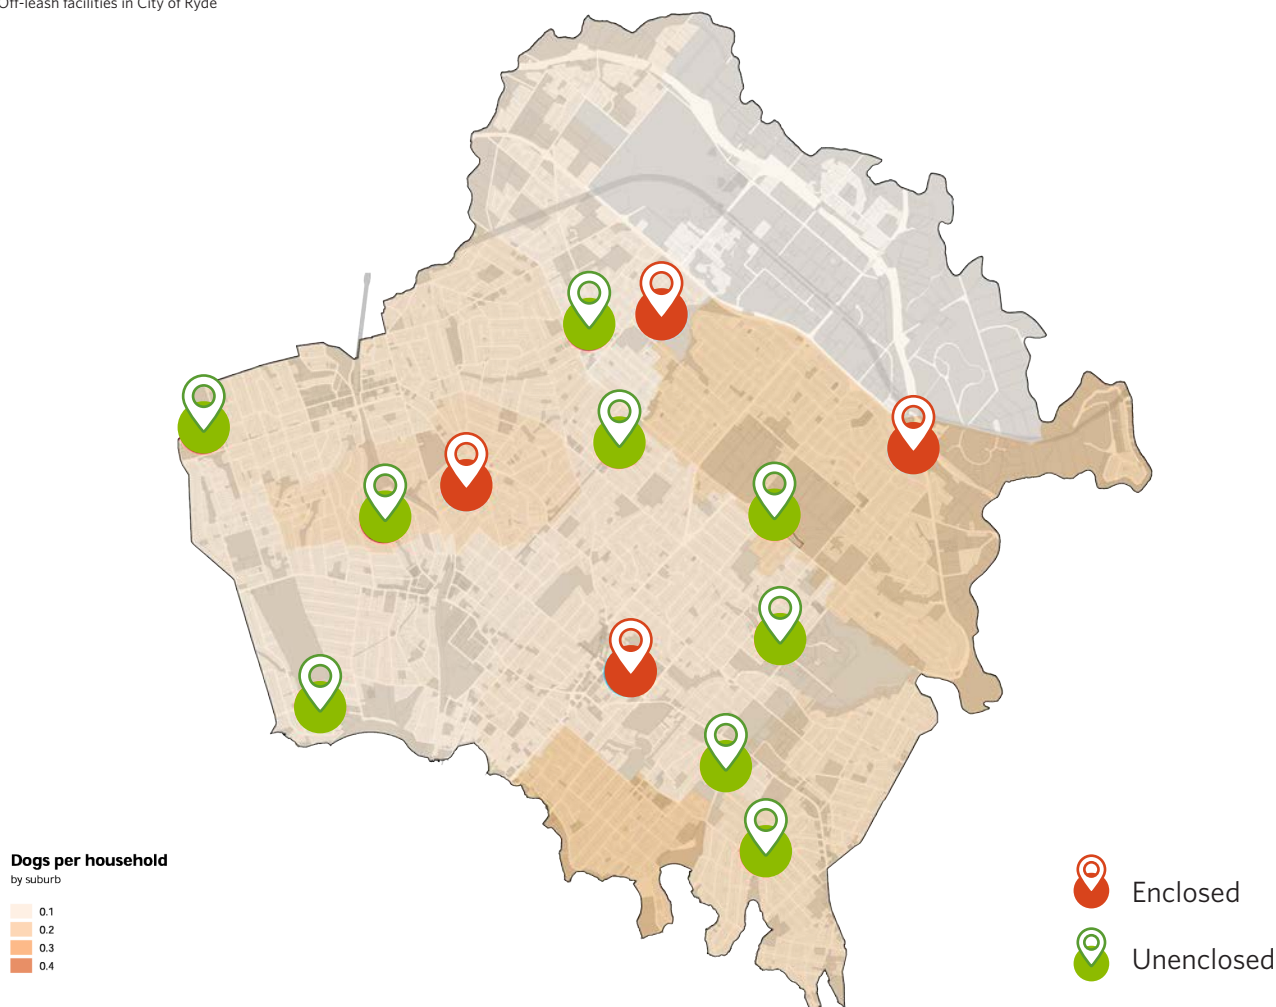 Off-leash facilities in City of Ryde
Dogs per household
by suburb
0.1
0.2
0.3
0.4
Enclosed
Unenclosed